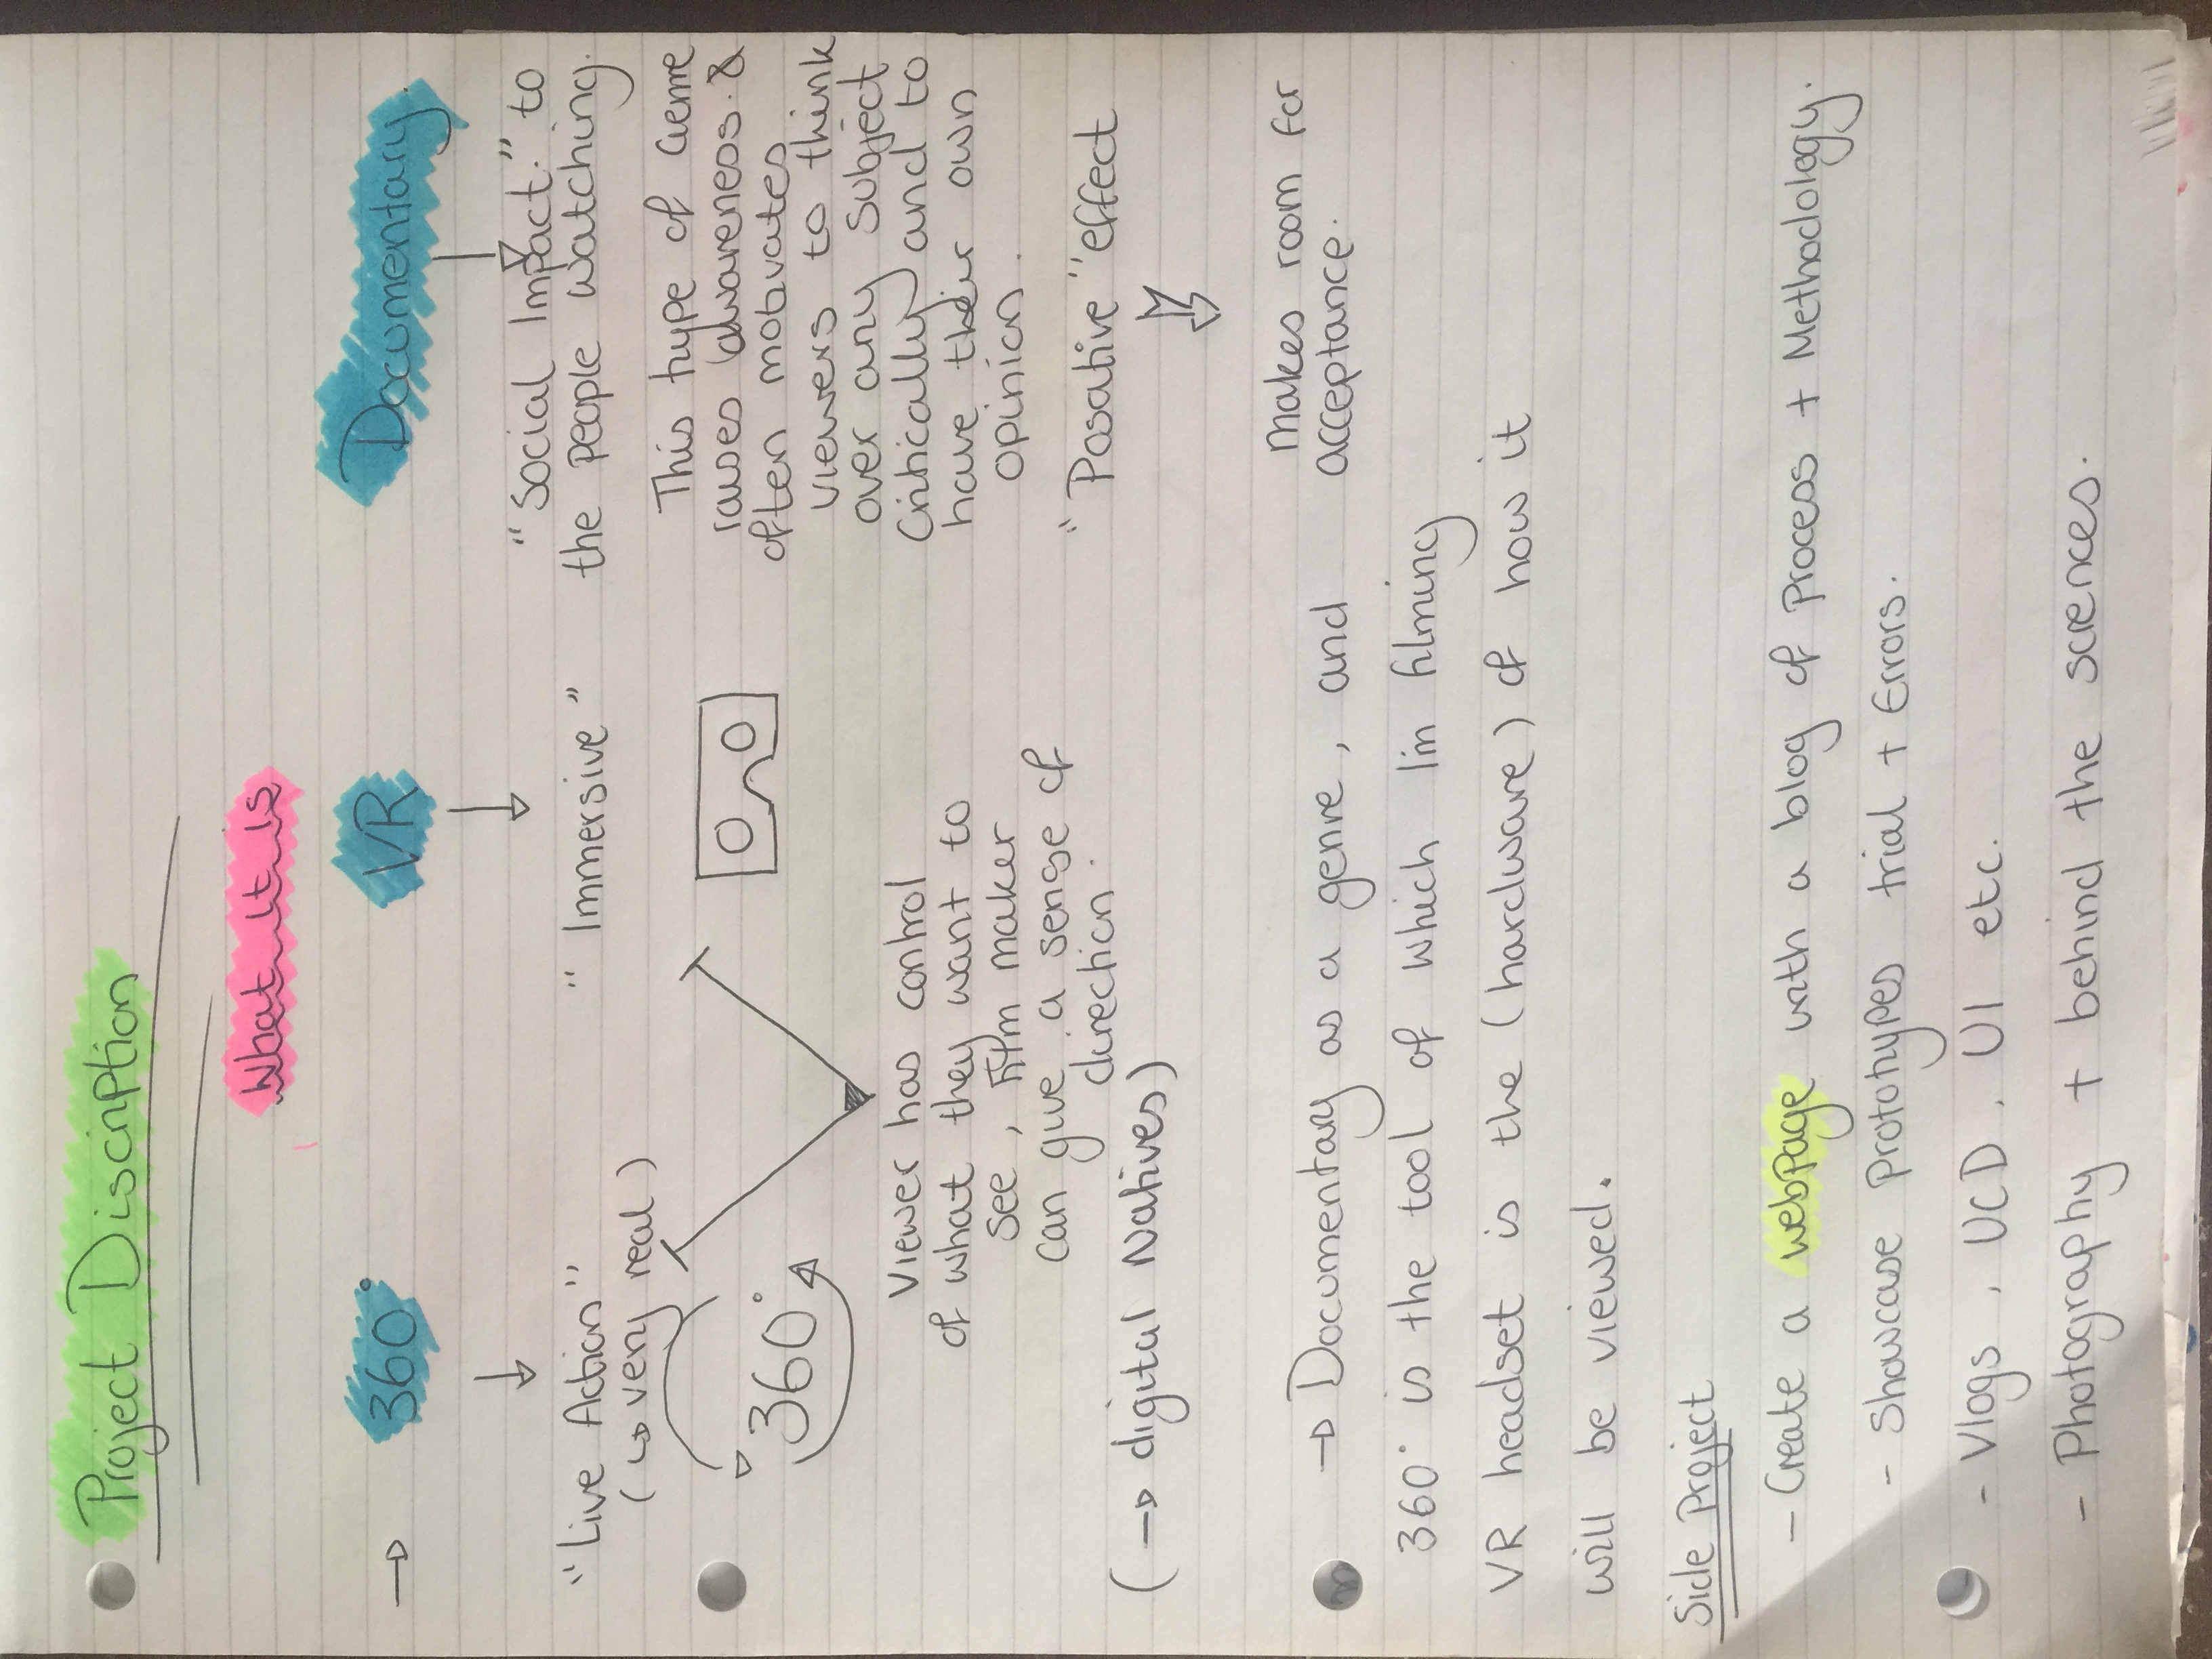 Project Discription
What It Is
→ 360° VR Documentary.
"Live Action"
(↳ very real)
360°
"Immersive"
Viewer has control
of what they want to
see, Film maker
can give a sense of
direction.
(→ digital Natives)
"Social Impact." to
the people watching.
This type of Genre
raises awareness &
often motivates
viewers to think
over any subject
Critically and to
have their own
opinion.
"Posative" effect
makes room for
acceptance.
→ Documentary as a genre, and
360° is the tool of which I'm filming
VR headset is the (hardware) of how it
will be viewed.
Side Project
- Create a webpage with a blog of process + Methodology.
- Showcase prototypes trial + Errors.
- Vlogs, UCD, UI etc.
- Photography + behind the scrences.